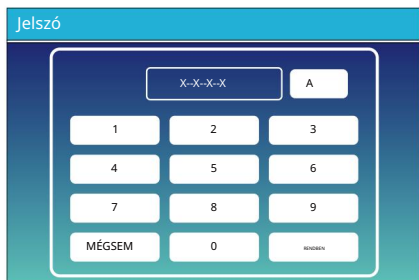 Jelszó
X--X--X--X A
1 2 3
4 5 6
7 8 9
MÉGSEM 0 RENDBEN